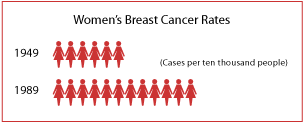 Women's Breast Cancer Rates
1949
(Cases per ten thousand people)
1989